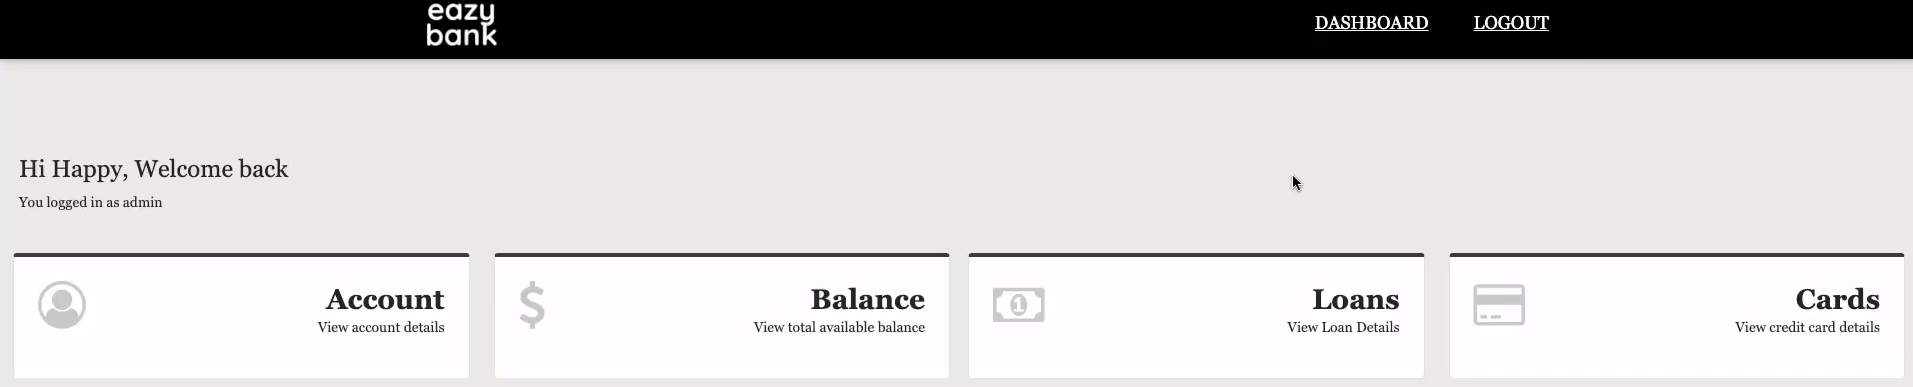 eazy
bank
DASHBOARD LOGOUT
Hi Happy, Welcome back
You logged in as admin
Account
View account details
$
Balance
View total available balance
1
Loans
View Loan Details
Cards
View credit card details